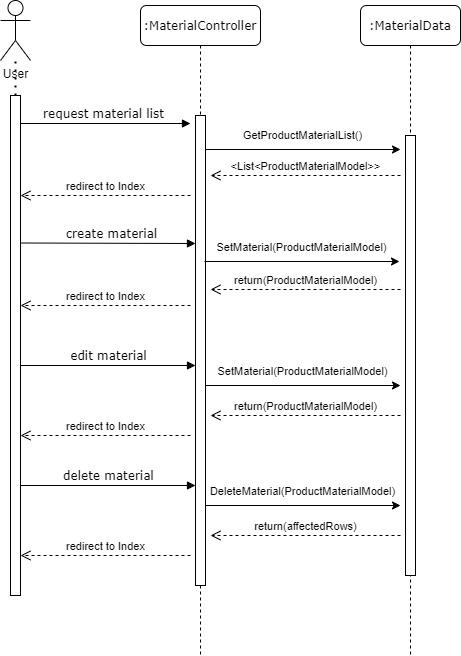 :MaterialController
:MaterialData
User
request material list
GetProductMaterialList()
<List<ProductMaterialModel>>
redirect to Index
create material
SetMaterial(ProductMaterialModel)
return(ProductMaterialModel)
redirect to Index
edit material
SetMaterial(ProductMaterialModel)
return(ProductMaterialModel)
redirect to Index
delete material
DeleteMaterial(ProductMaterialModel)
return(affectedRows)
redirect to Index